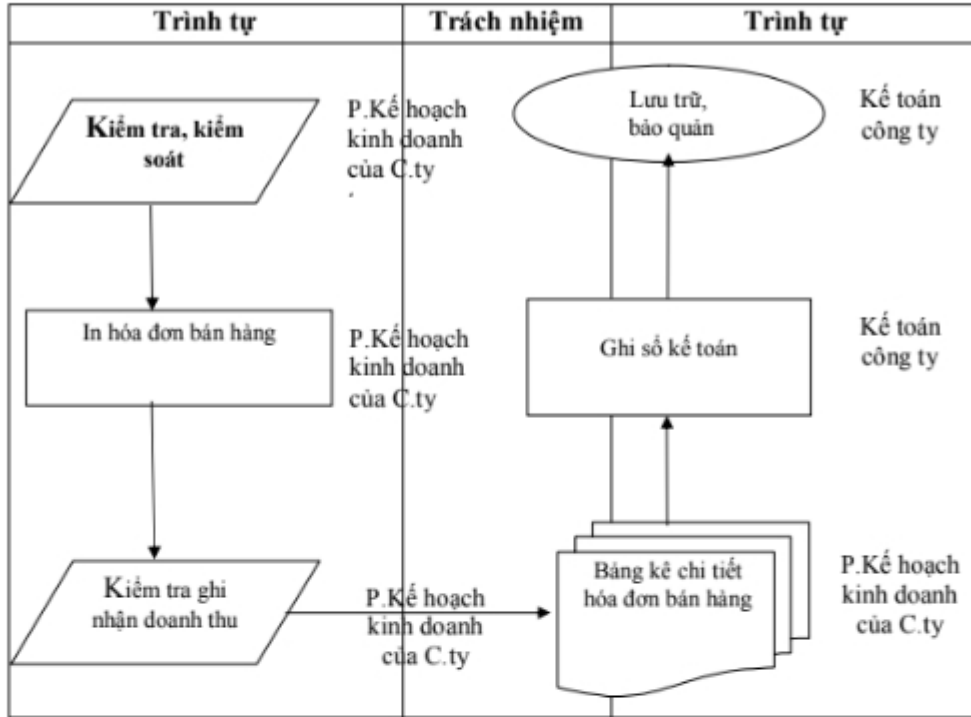 Trình tự
Trách nhiệm
Trình tự
Kiểm tra, kiểm
soát
P.Kế hoạch
kinh doanh
của C.ty
In hóa đơn bán hàng
P.Kế hoạch
kinh doanh
của C.ty
Kiểm tra ghi
nhận doanh thu
P.Kế hoạch
kinh doanh
của C.ty
Bảng kê chi tiết
hóa đơn bán hàng
P.Kế hoạch
kinh doanh
của C.ty
Ghi sổ kế toán
Kế toán
công ty
Lưu trữ,
bảo quản
Kế toán
công ty